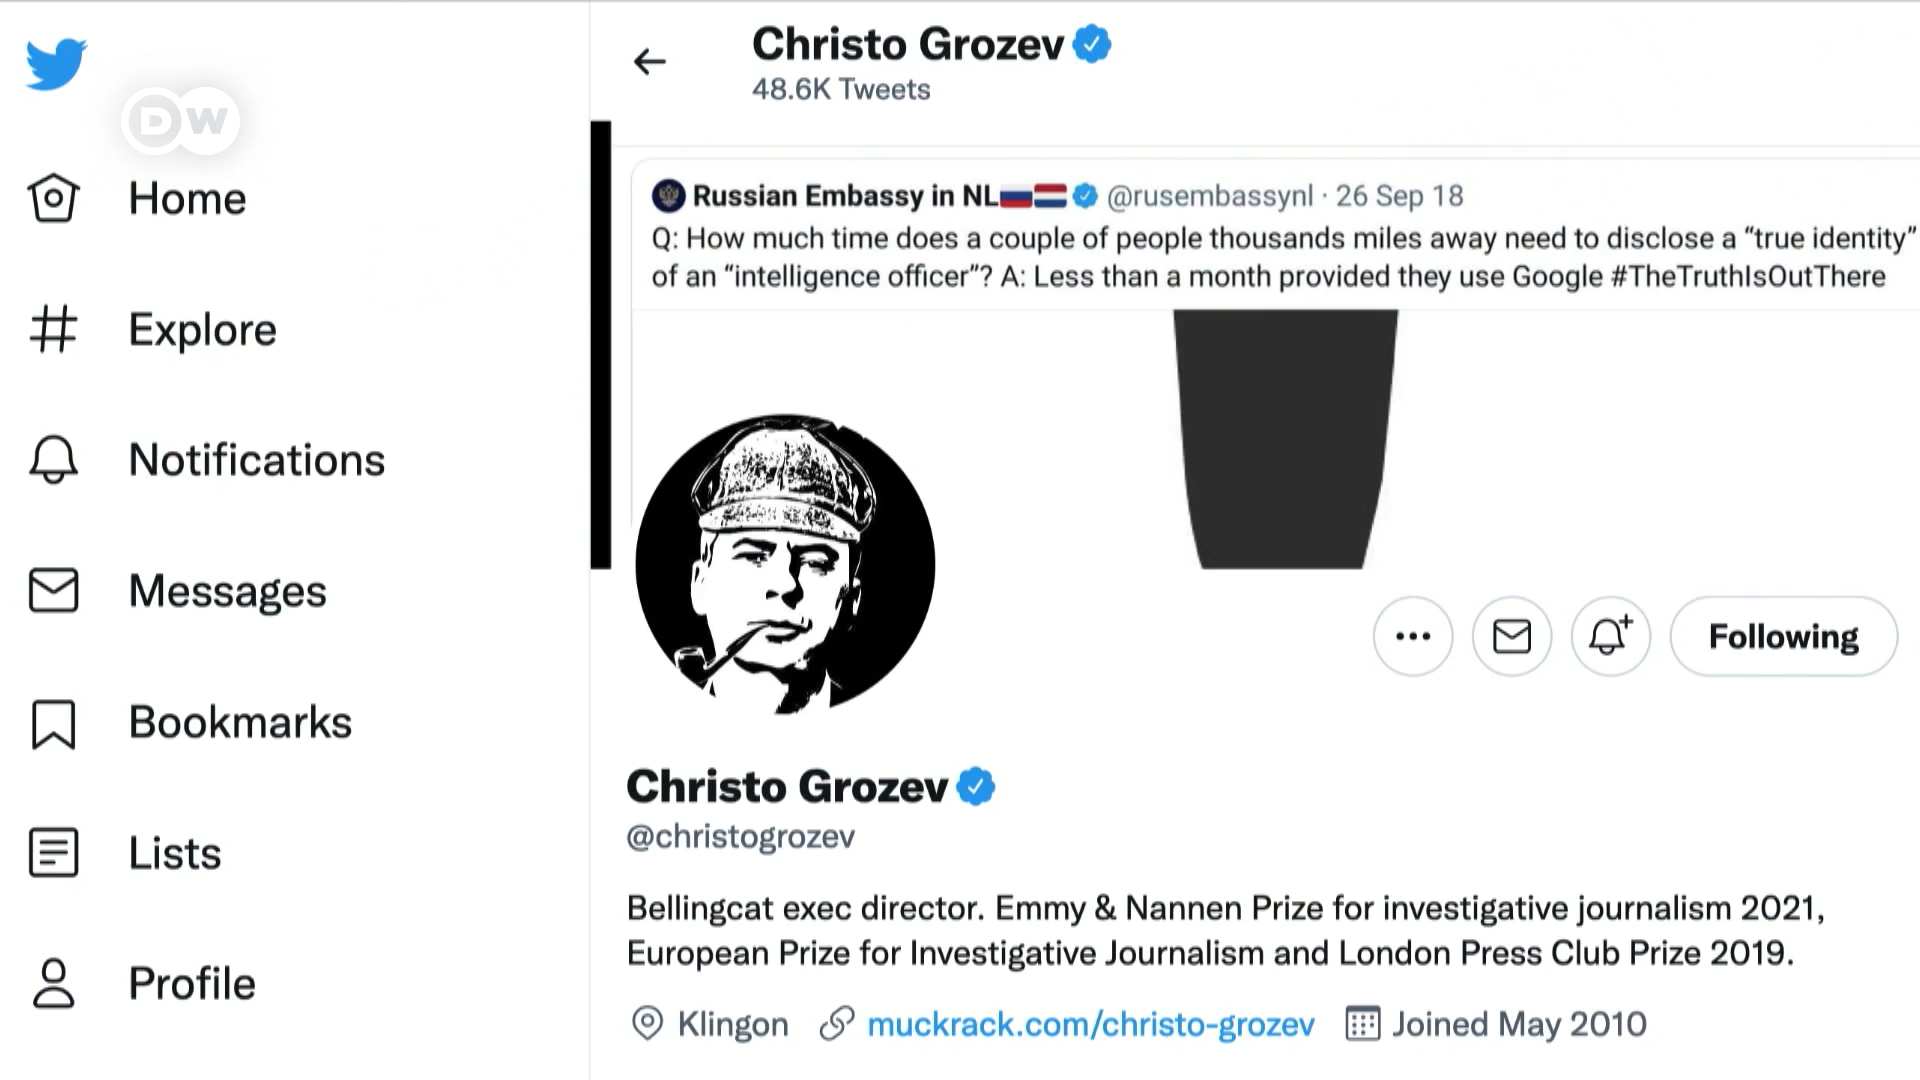 DW
Home
Explore
Notifications
Messages
Bookmarks
Lists
Profile
Christo Grozev
48.6K Tweets
Russian Embassy in NL @rusembassynl · 26 Sep 18
Q: How much time does a couple of people thousands miles away need to disclose a “true identity”
of an “intelligence officer”? A: Less than a month provided they use Google #TheTruthIsOutThere
Following
Christo Grozev
@christogrozev
Bellingcat exec director. Emmy & Nannen Prize for investigative journalism 2021,
European Prize for Investigative Journalism and London Press Club Prize 2019.
Klingon muckrack.com/christo-grozev Joined May 2010